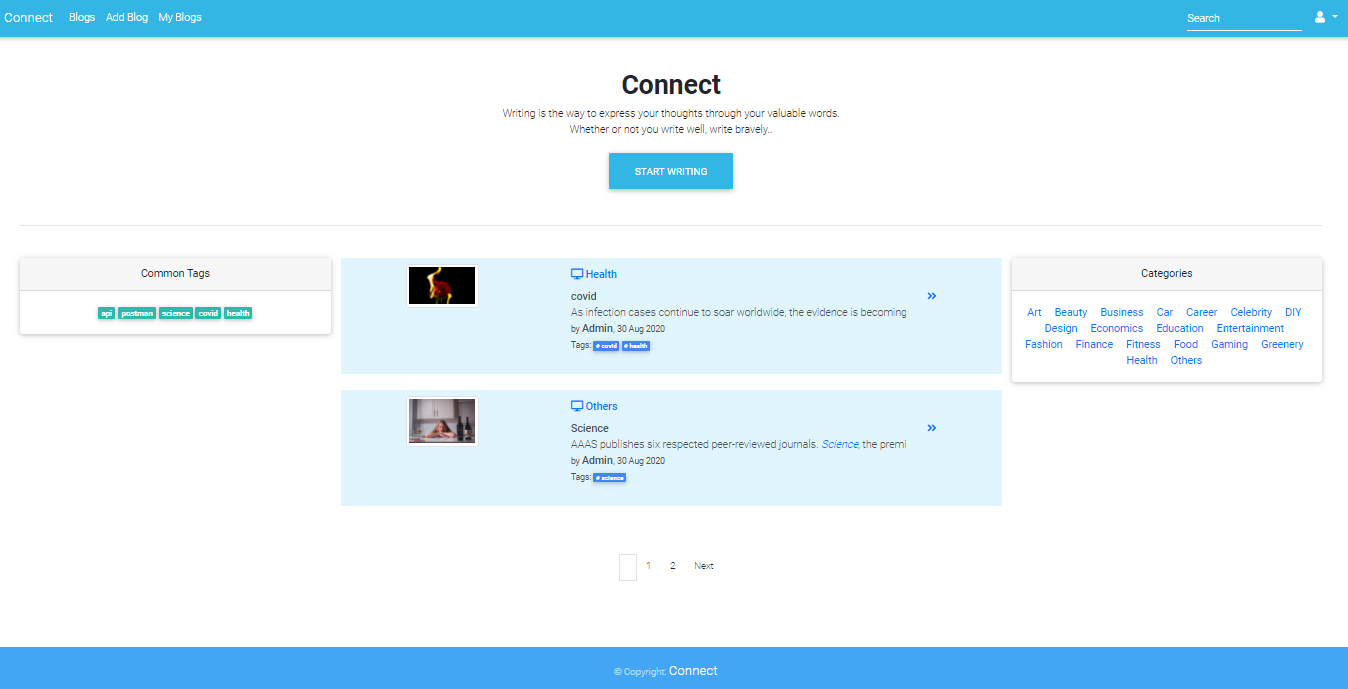 Connect Blogs Add Blog My Blogs Search
Connect
Writing is the way to express your thoughts through your valuable words.
Whether or not you write well, write bravely..
START WRITING
Common Tags
api postman science covid health
Health
covid
As infection cases continue to soar worldwide, the evidence is becoming
by Admin, 30 Aug 2020
Tags: # covid # health
Others
Science
AAAS publishes six respected peer-reviewed journals. Science, the premi
by Admin, 30 Aug 2020
Tags: # science
Categories
Art Beauty Business Car Career Celebrity DIY
Design Economics Education Entertainment
Fashion Finance Fitness Food Gaming Greenery
Health Others
1 2 Next
© Copyright: Connect